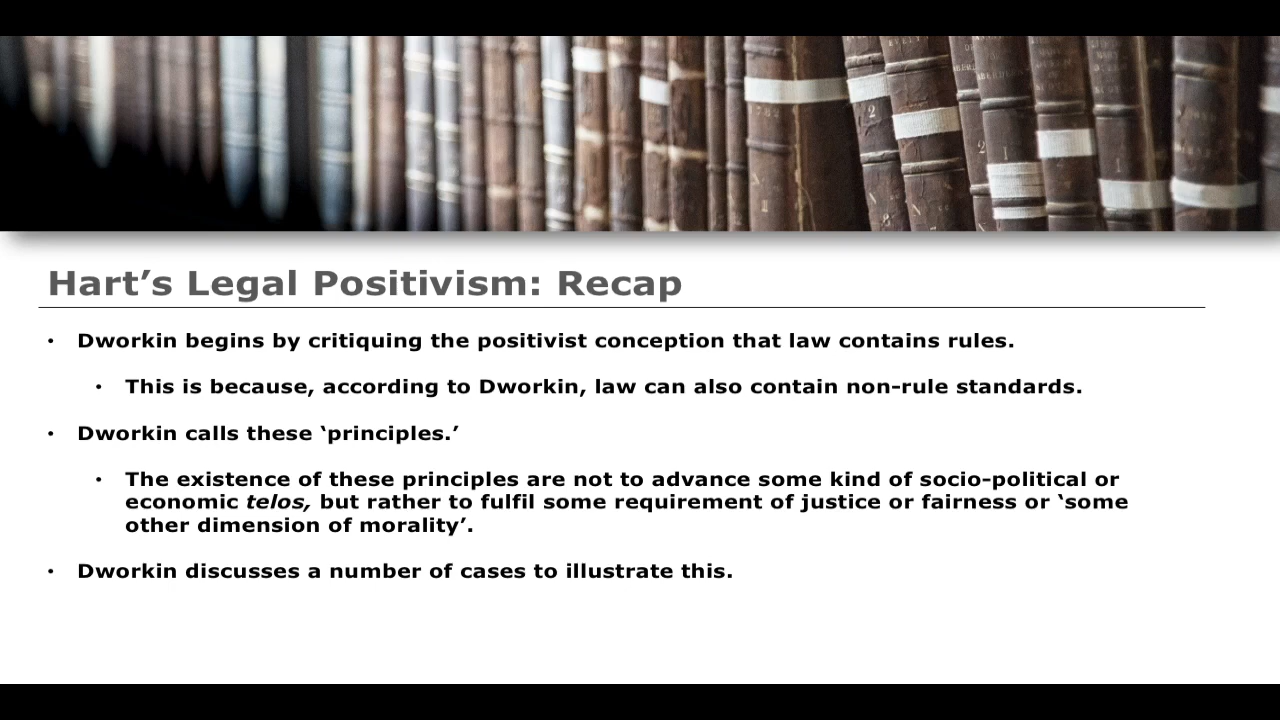 Hart’s Legal Positivism: Recap
• Dworkin begins by critiquing the positivist conception that law contains rules.
• This is because, according to Dworkin, law can also contain non-rule standards.
• Dworkin calls these ‘principles.’
• The existence of these principles are not to advance some kind of socio-political or
economic telos, but rather to fulfil some requirement of justice or fairness or ‘some
other dimension of morality’.
• Dworkin discusses a number of cases to illustrate this.